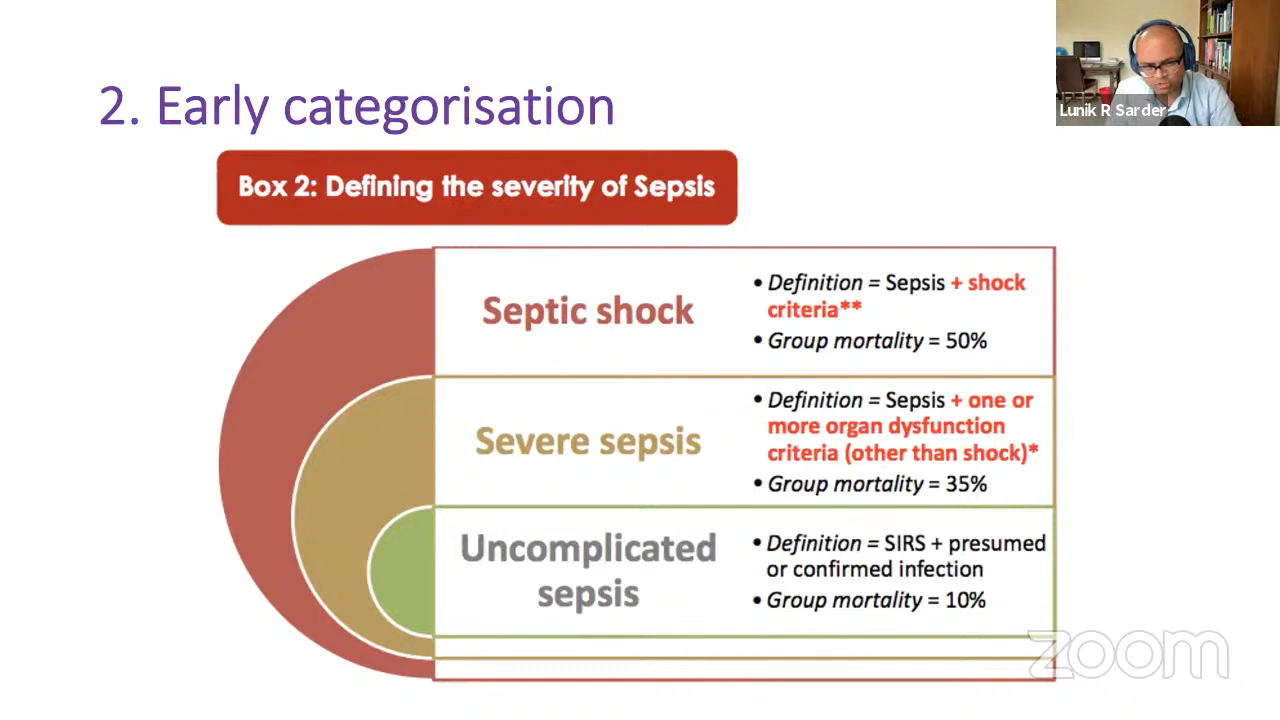 2. Early categorisation
Lunik R Sarder
Box 2: Defining the severity of Sepsis
Septic shock
• Definition = Sepsis + shock
criteria**
• Group mortality = 50%
Severe sepsis
• Definition = Sepsis + one or
more organ dysfunction
criteria (other than shock)*
• Group mortality = 35%
Uncomplicated
sepsis
• Definition = SIRS + presumed
or confirmed infection
• Group mortality = 10%
zoom